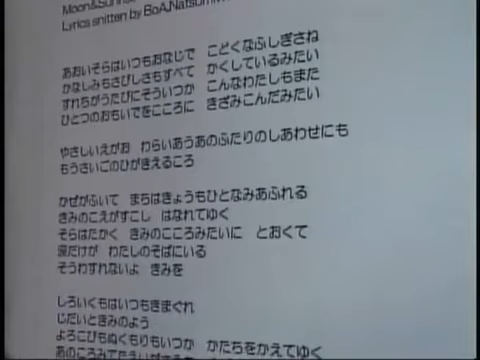 Moon&Sunrise
Lyrics snitten by BoA,Natsumi
あおいそらはいつもおなじで　こどくなふしぎさね
かなしみもさびしさもすべて　かくしているみたい
すれちがうたびにそういつか　こんなわたしもまた
ひとつのおもいでをこころに　きざみこんだみたい
やさしいえがお　わらいあうあのふたりのしあわせにも
もうさいごのひがきえるころ
かぜがふいて　まちはきょうもひとなみあふれる
きみのこえがすこし　はなれてゆく
そらはたかく　きみのこころみたいに　とおくて
涙だけが　わたしのそばにいる
そうわすれないよ　きみを
しろいくもはいつもきまぐれ
じだいときみのよう
よろこびもぬくもりもいつか　かたちをかえてゆく
あのころみてたえいが